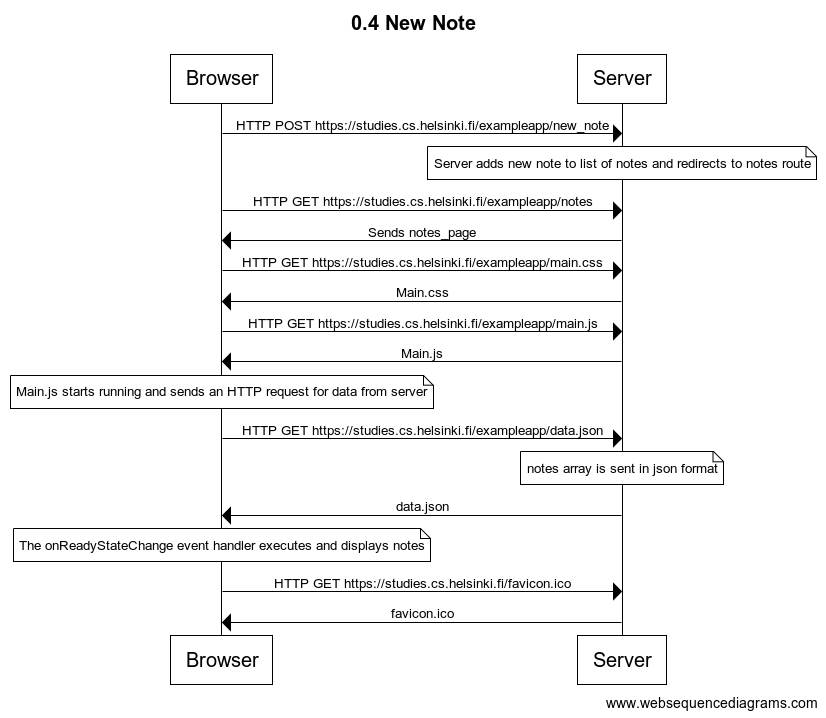 0.4 New Note
Browser
Server
HTTP POST https://studies.cs.helsinki.fi/exampleapp/new_note
Server adds new note to list of notes and redirects to notes route
HTTP GET https://studies.cs.helsinki.fi/exampleapp/notes
Sends notes_page
HTTP GET https://studies.cs.helsinki.fi/exampleapp/main.css
Main.css
HTTP GET https://studies.cs.helsinki.fi/exampleapp/main.js
Main.js
Main.js starts running and sends an HTTP request for data from server
HTTP GET https://studies.cs.helsinki.fi/exampleapp/data.json
notes array is sent in json format
data.json
The onReadyStateChange event handler executes and displays notes
HTTP GET https://studies.cs.helsinki.fi/favicon.ico
favicon.ico
Browser
Server
www.websequencediagrams.com